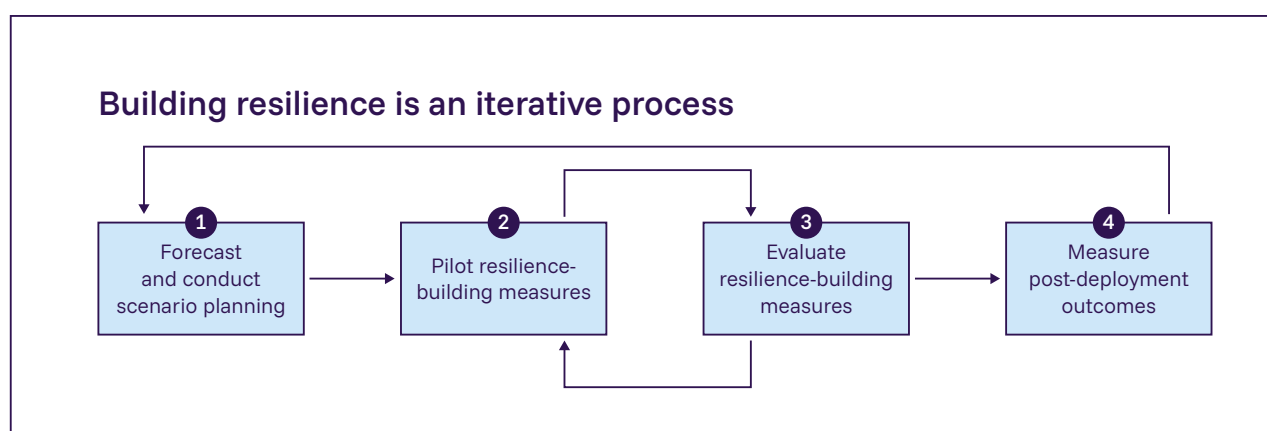 Building resilience is an iterative process
1
Forecast
and conduct
scenario planning
2
Pilot resilience-
building measures
3
Evaluate
resilience-building
measures
4
Measure
post-deployment
outcomes